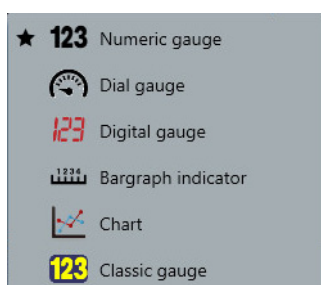 123 Numeric gauge
Dial gauge
123 Digital gauge
1234 Bargraph indicator
Chart
123 Classic gauge